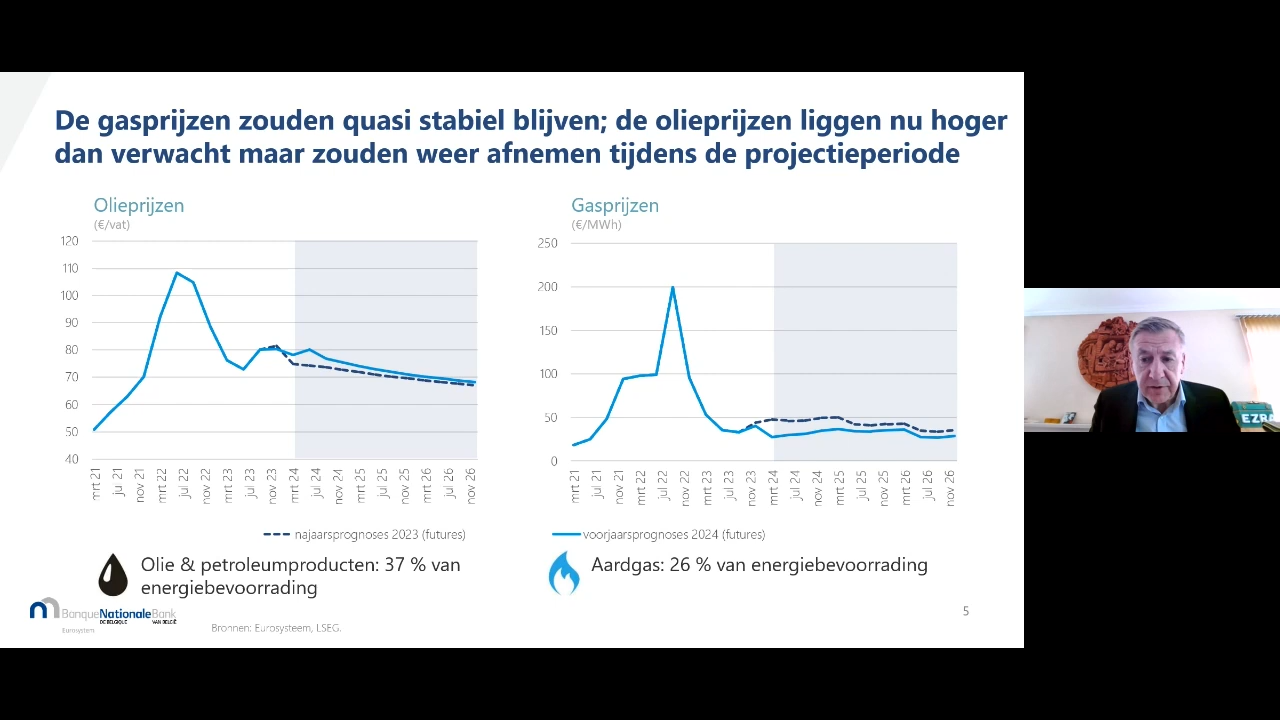 De gasprijzen zouden quasi stabiel blijven; de olieprijzen liggen nu hoger
dan verwacht maar zouden weer afnemen tijdens de projectieperiode
Olieprijzen
(€/vat)
120
110
100
90
80
70
60
50
40
mrt 21
jul 21
nov 21
mrt 22
jul 22
nov 22
mrt 23
jul 23
nov 23
mrt 24
jul 24
nov 24
mrt 25
jul 25
nov 25
mrt 26
jul 26
nov 26
Gasprijzen
(€/MWh)
250
200
150
100
50
0
mrt 21
jul 21
nov 21
mrt 22
jul 22
nov 22
mrt 23
jul 23
nov 23
mrt 24
jul 24
nov 24
mrt 25
jul 25
nov 25
mrt 26
jul 26
nov 26
najaarsprognoses 2023 (futures)
voorjaarsprognoses 2024 (futures)
Olie & petroleumproducten: 37 % van
energiebevoorrading
Aardgas: 26 % van energiebevoorrading
BanqueNationaleBank
DE BELGIQUE VAN BELGIË
Eurosystem
Bronnen: Eurosysteem, LSEG.
5
EZRA